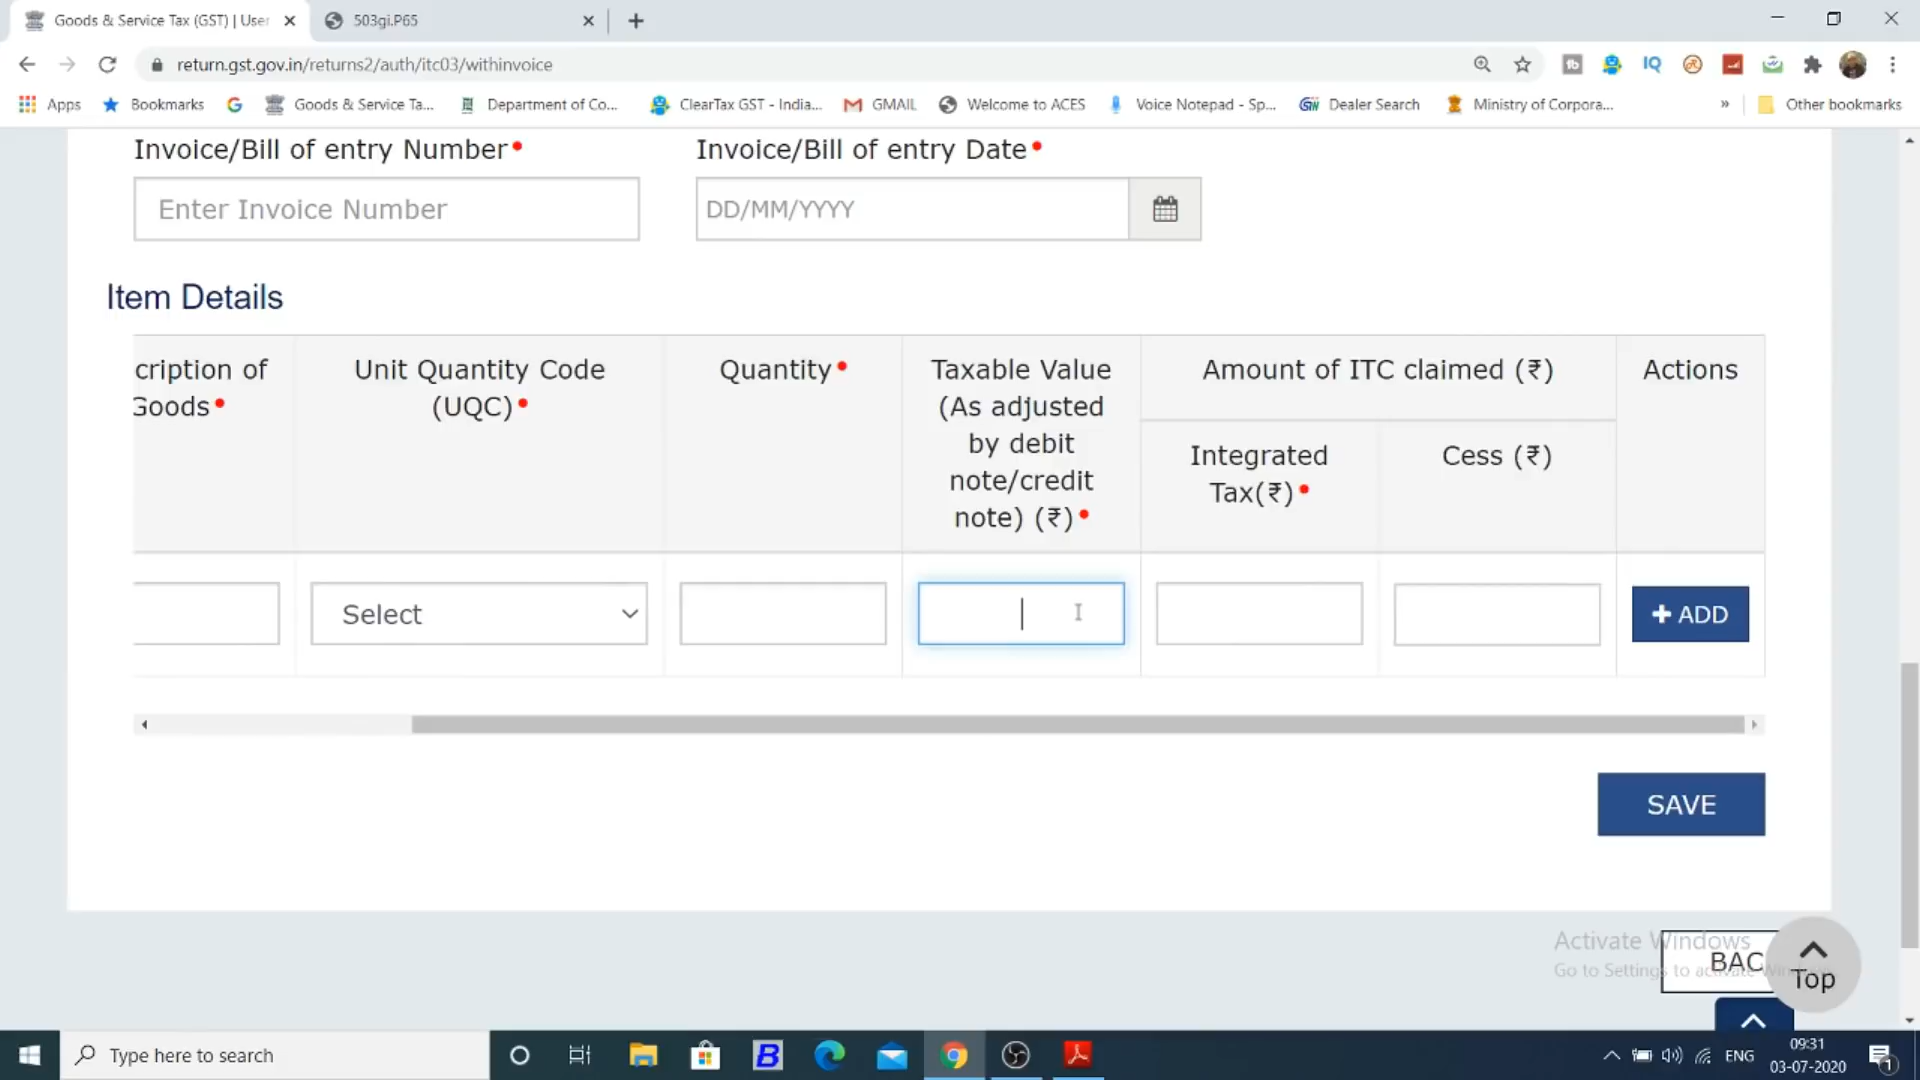 Goods & Service Tax (GST) | User
503gi.P65
return.gst.gov.in/returns2/auth/itc03/withinvoice
Apps
Bookmarks
Goods & Service Ta...
Department of Co...
ClearTax GST - India...
GMAIL
Welcome to ACES
Voice Notepad - Sp...
Dealer Search
Ministry of Corpora...
»
Other bookmarks
Invoice/Bill of entry Number
Invoice/Bill of entry Date
Enter Invoice Number
DD/MM/YYYY
Item Details
cription of
Goods
Unit Quantity Code
(UQC)
Quantity
Taxable Value
(As adjusted
by debit
note/credit
note) (₹)
Amount of ITC claimed (₹)
Integrated
Tax(₹)
Cess (₹)
Actions
Select
+ ADD
SAVE
Activate Windows
Go to Settings to activate Win
BAC
Top
Type here to search
ENG
09:31
03-07-2020
1